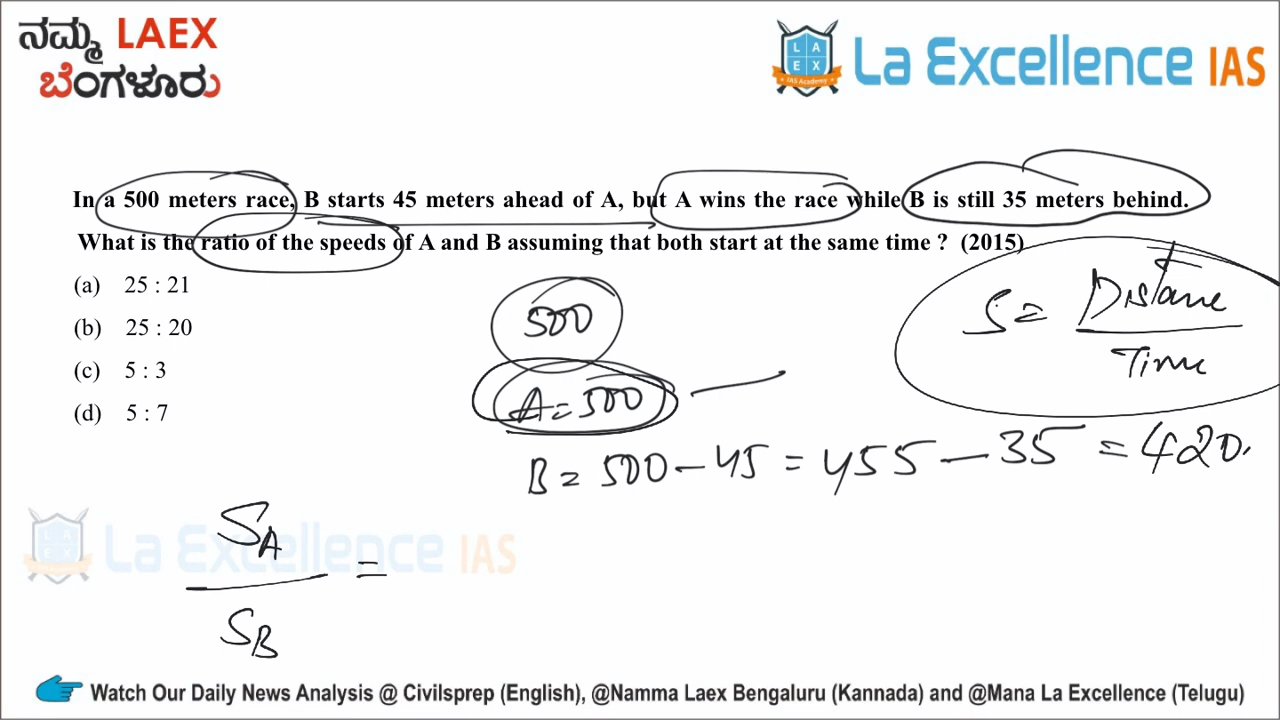 ನಮ್ಮ LAEX
ಬೆಂಗಳೂರು
L A
E X
IAS Academy
La Excellence IAS
In a 500 meters race, B starts 45 meters ahead of A, but A wins the race while B is still 35 meters behind.
What is the ratio of the speeds of A and B assuming that both start at the same time ? (2015)
(a) 25 : 21
(b) 25 : 20
(c) 5 : 3
(d) 5 : 7
500
S = Distance
Time
A = 500
B = 500 - 45 = 455 - 35 = 420.
La Excellence IAS
S_A
=
S_B
Watch Our Daily News Analysis @ Civilsprep (English), @Namma Laex Bengaluru (Kannada) and @Mana La Excellence (Telugu)